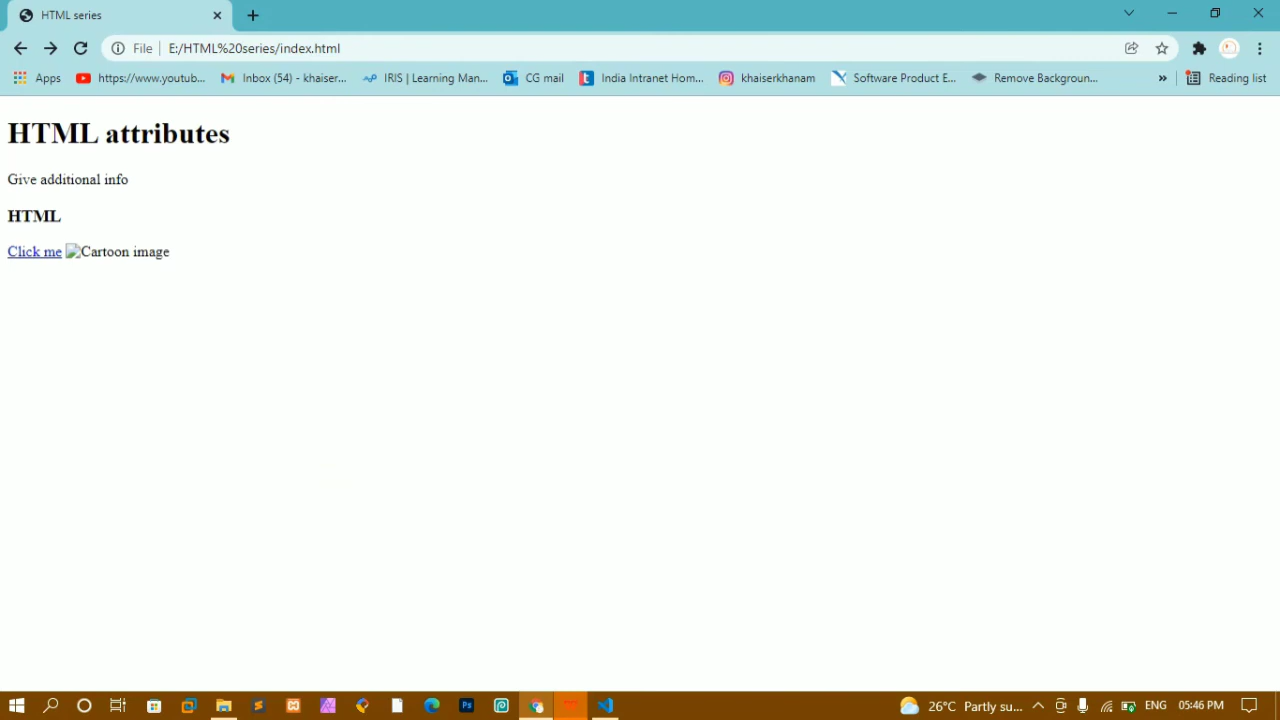 HTML series
File E:/HTML%20series/index.html
Apps https://www.youtub... Inbox (54) - khaiser... IRIS | Learning Man... CG mail India Intranet Hom... khaiserkhanam Software Product E... Remove Backgroun... » Reading list
HTML attributes
Give additional info
HTML
Click me Cartoon image
26°C Partly su... ENG 05:46 PM